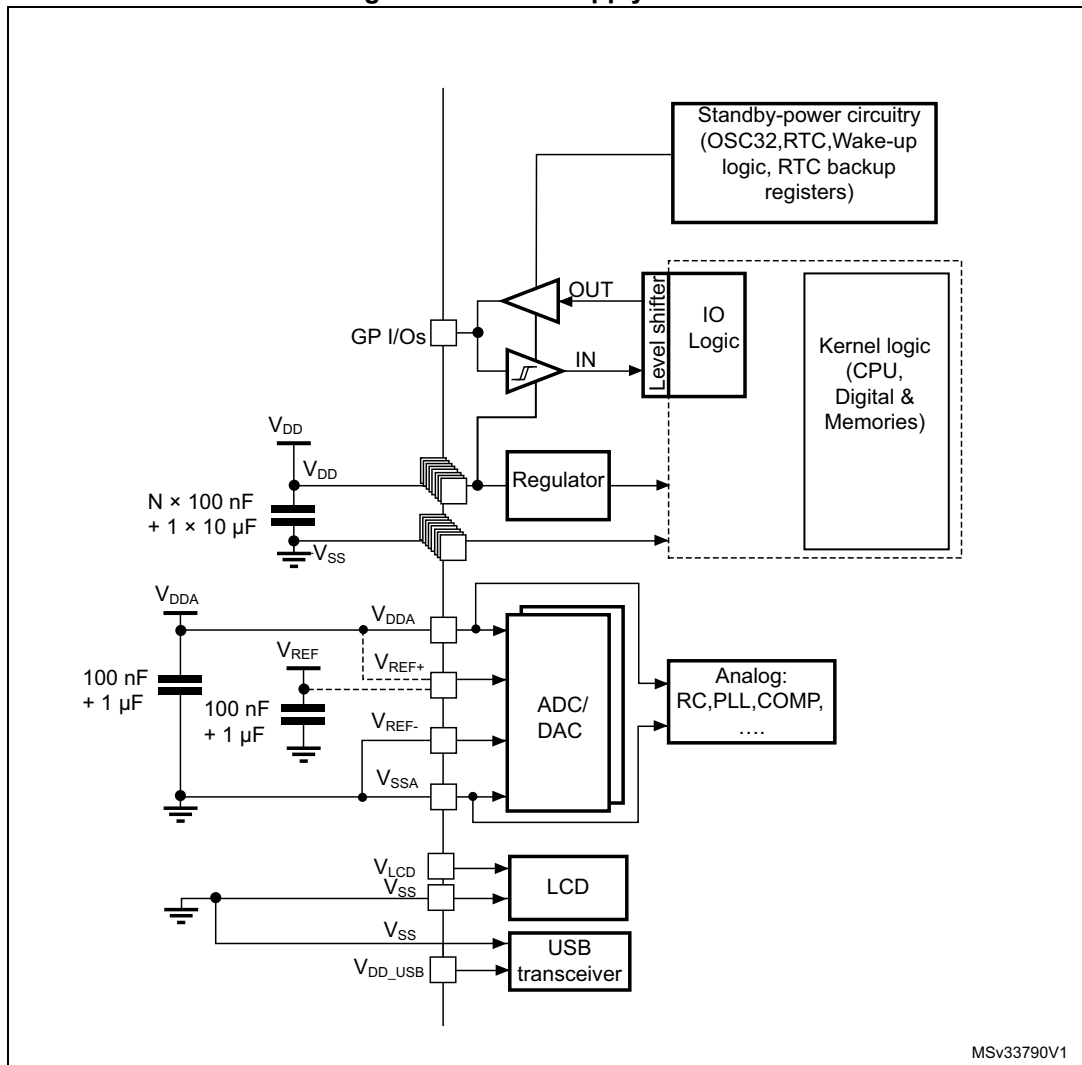 Standby-power circuitry
(OSC32,RTC,Wake-up
logic, RTC backup
registers)
OUT
Level shifter
IO
Logic
GP I/Os
IN
Kernel logic
(CPU,
Digital &
Memories)
VDD
VDD
Regulator
N × 100 nF
+ 1 × 10 µF
VSS
VDDA
VDDA
VREF
VREF+
100 nF
+ 1 µF
100 nF
+ 1 µF
ADC/
DAC
Analog:
RC,PLL,COMP,
....
VREF-
VSSA
VLCD
VSS
LCD
VSS
USB
transceiver
VDD_USB
MSv33790V1